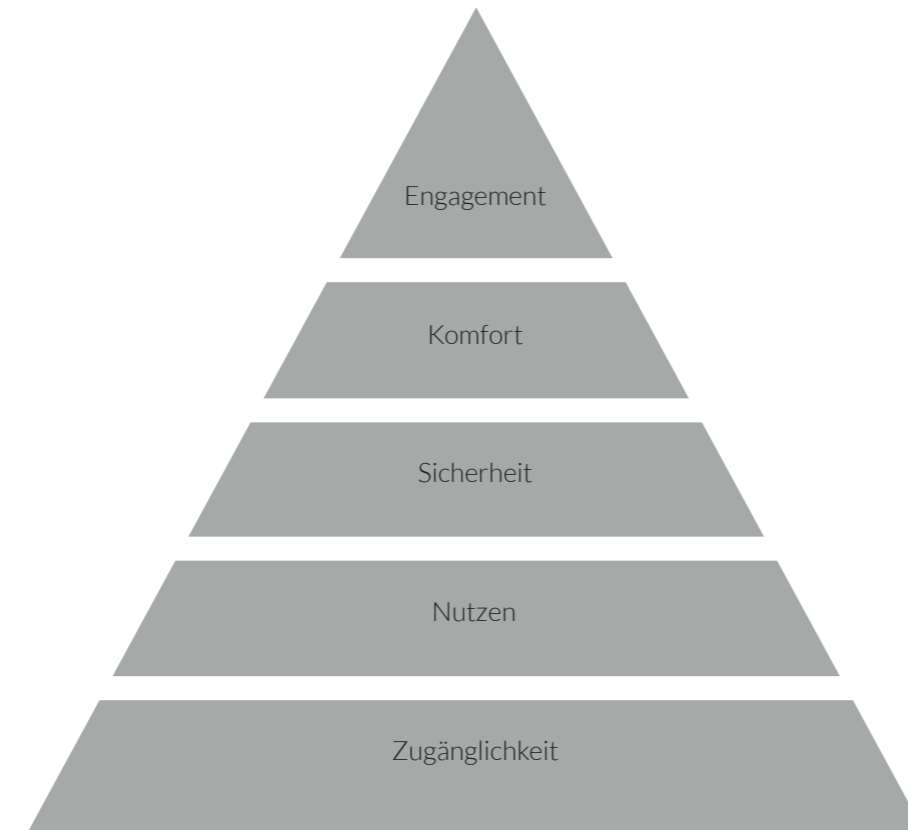 Engagement
Komfort
Sicherheit
Nutzen
Zugänglichkeit